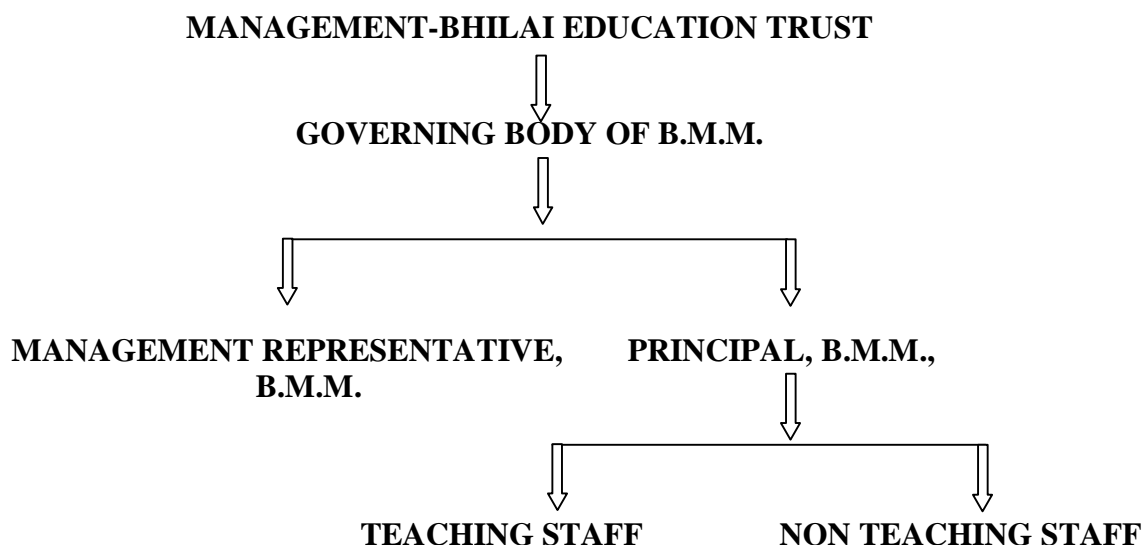 MANAGEMENT-BHILAI EDUCATION TRUST
GOVERNING BODY OF B.M.M.
MANAGEMENT REPRESENTATIVE,
B.M.M.
PRINCIPAL, B.M.M.,
TEACHING STAFF
NON TEACHING STAFF